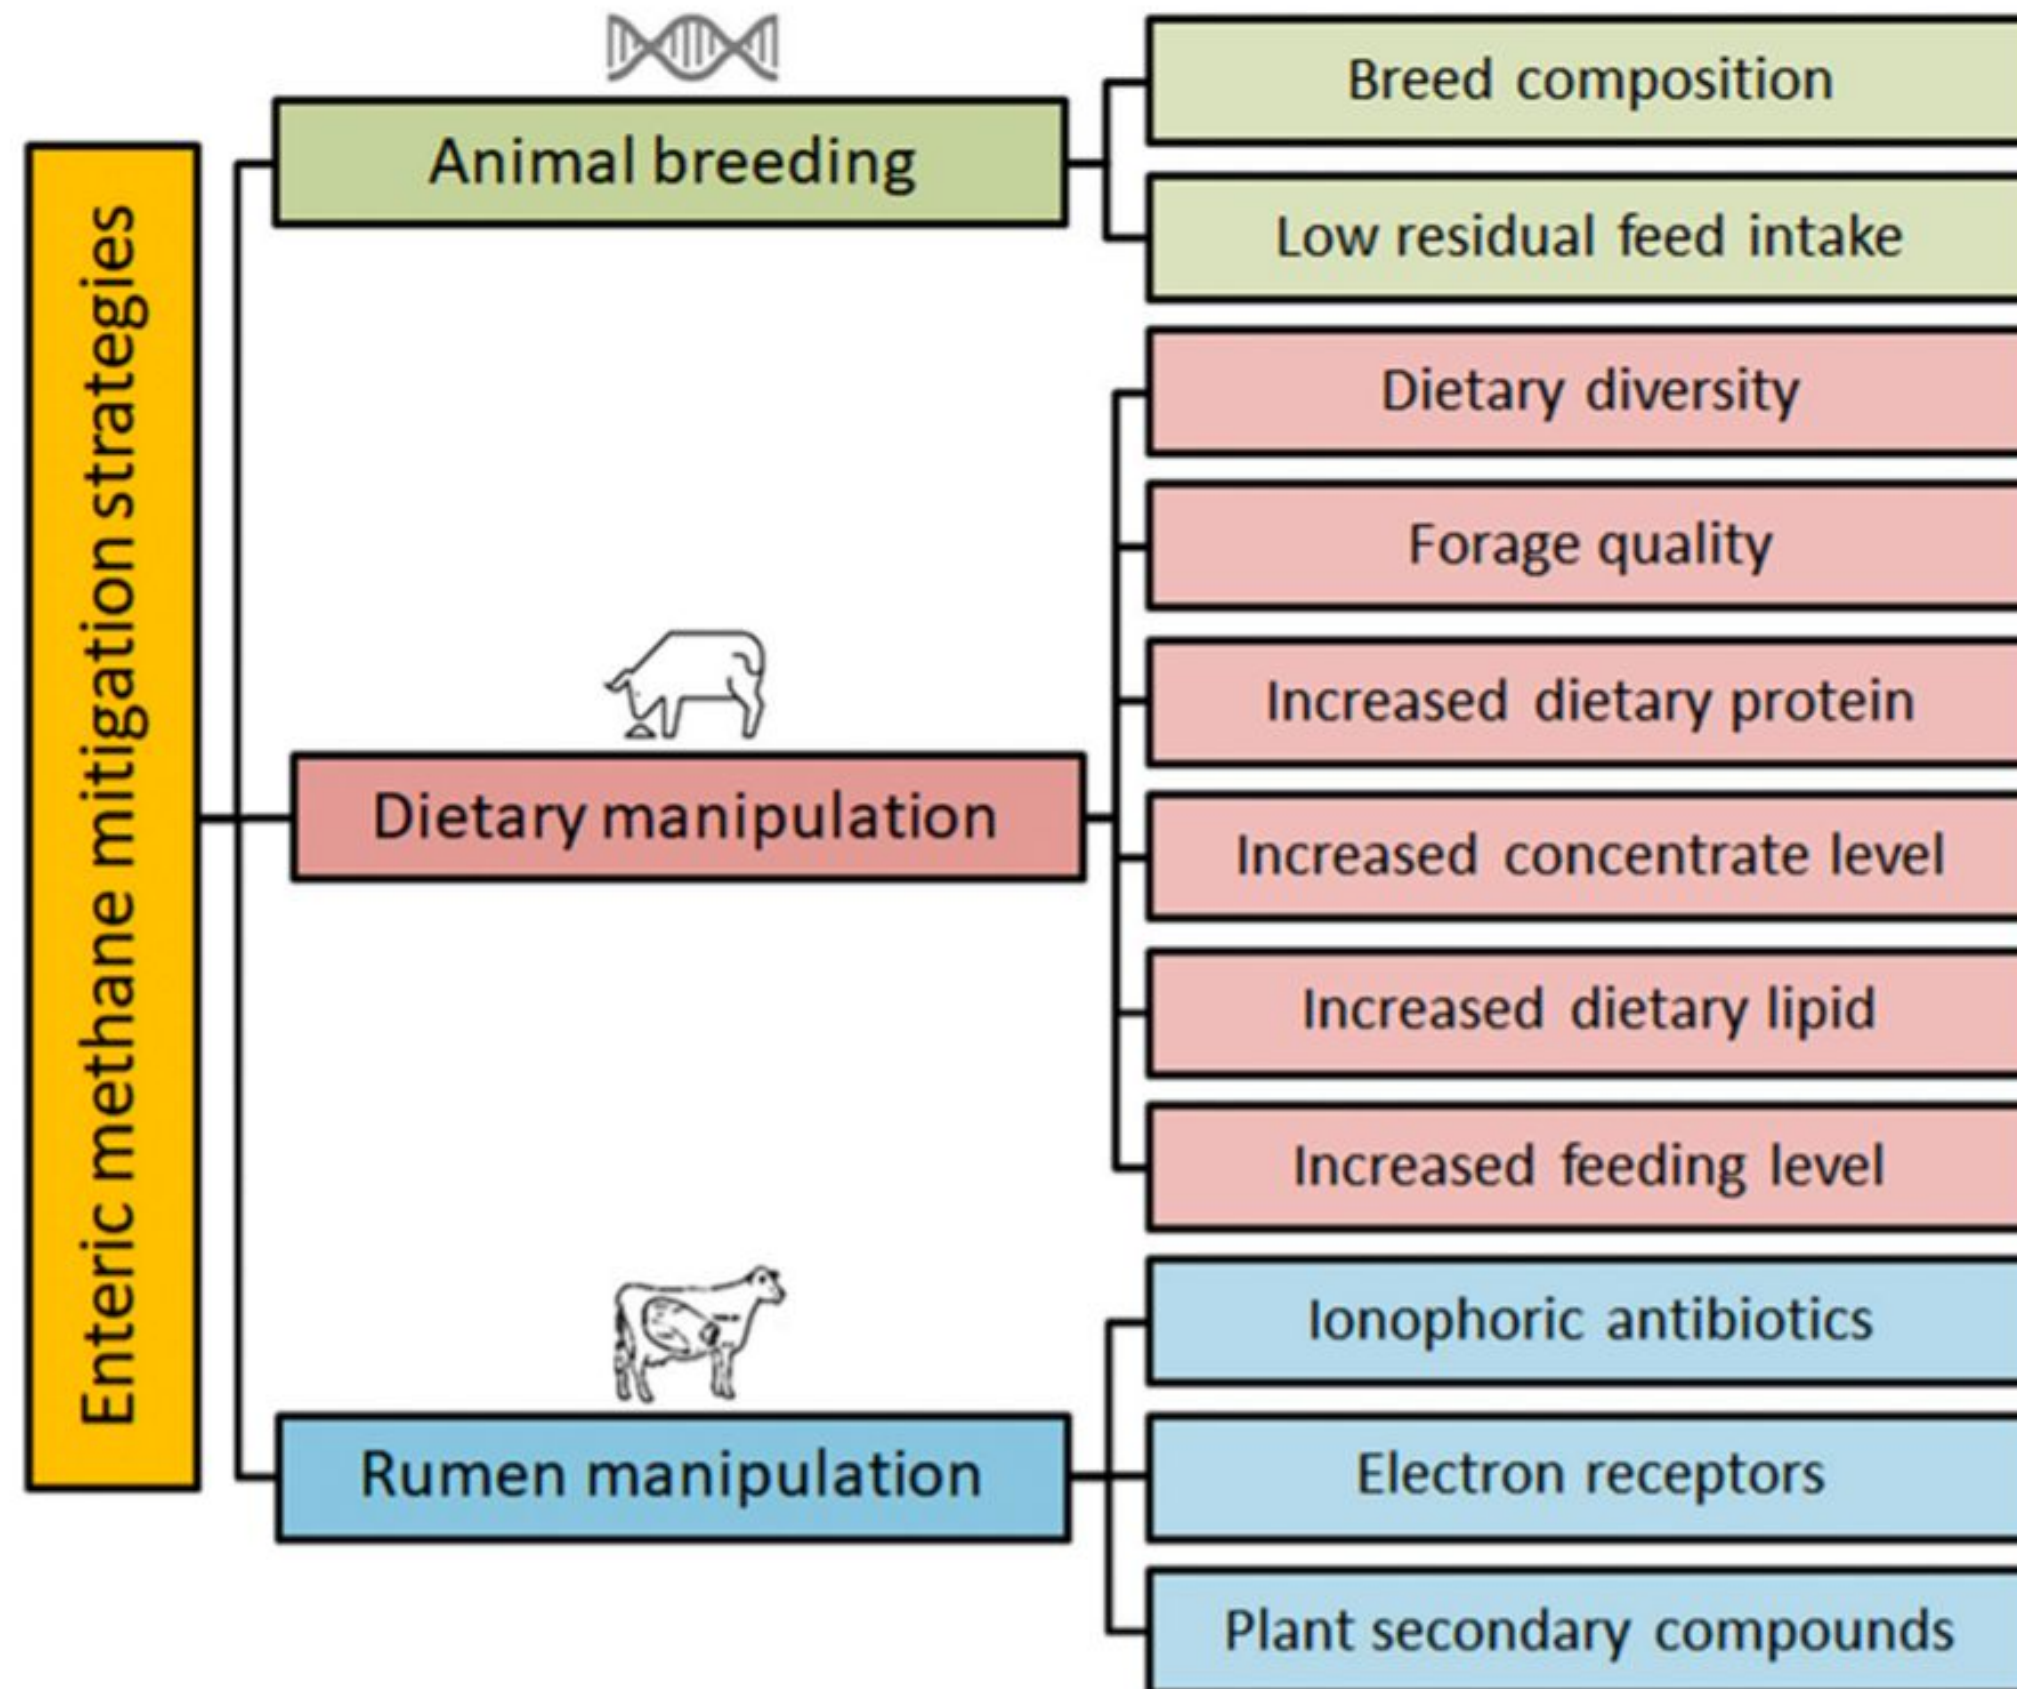 Enteric methane mitigation strategies
Animal breeding
Breed composition
Low residual feed intake
Dietary manipulation
Dietary diversity
Forage quality
Increased dietary protein
Increased concentrate level
Increased dietary lipid
Increased feeding level
Rumen manipulation
Ionophoric antibiotics
Electron receptors
Plant secondary compounds